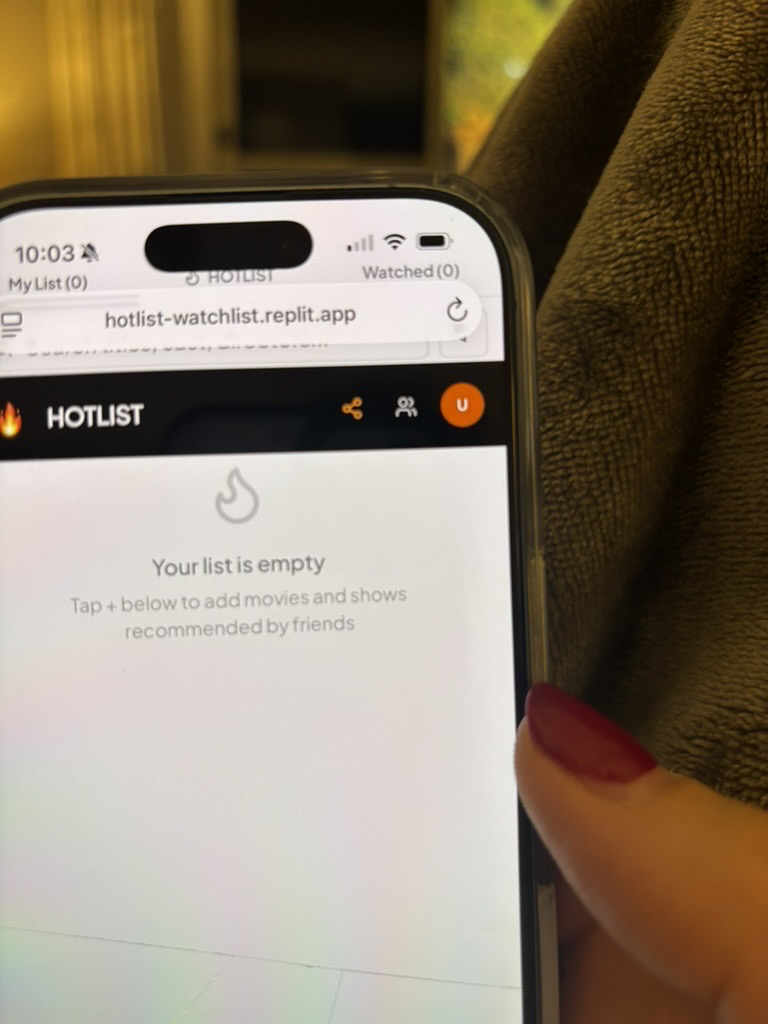 10:03
My List (0)
HOTLIST
Watched (0)
hotlist-watchlist.replit.app
HOTLIST
U
Your list is empty
Tap + below to add movies and shows
recommended by friends